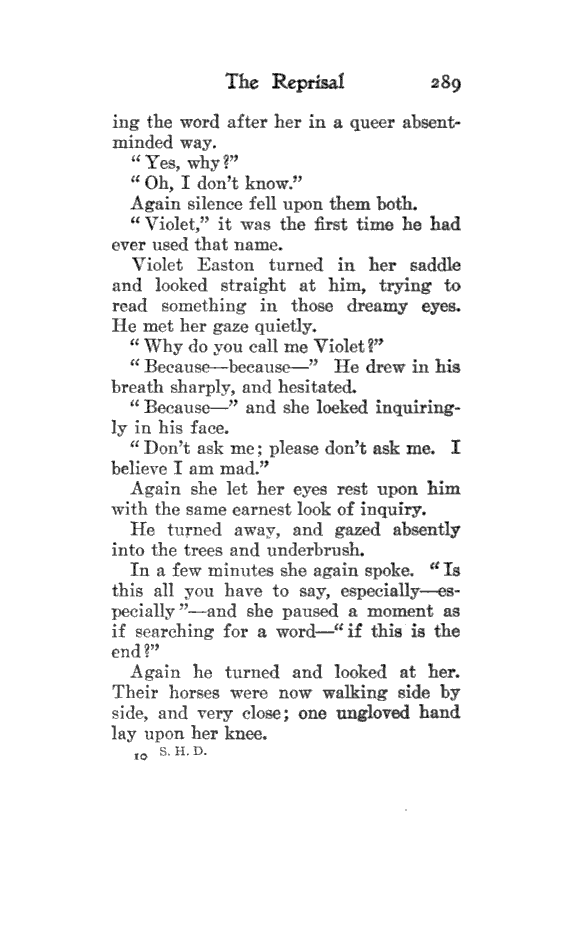 The Reprisal 289
ing the word after her in a queer absent-
minded way.
“Yes, why?”
“Oh, I don’t know.”
Again silence fell upon them both.
“Violet,” it was the first time he had
ever used that name.
Violet Easton turned in her saddle
and looked straight at him, trying to
read something in those dreamy eyes.
He met her gaze quietly.
“Why do you call me Violet?”
“Because—because—” He drew in his
breath sharply, and hesitated.
“Because—” and she loeked inquiring-
ly in his face.
“Don’t ask me; please don’t ask me. I
believe I am mad.”
Again she let her eyes rest upon him
with the same earnest look of inquiry.
He turned away, and gazed absently
into the trees and underbrush.
In a few minutes she again spoke. “Is
this all you have to say, especially—es-
pecially”—and she paused a moment as
if searching for a word—“if this is the
end?”
Again he turned and looked at her.
Their horses were now walking side by
side, and very close; one ungloved hand
lay upon her knee.
10 S. H. D.